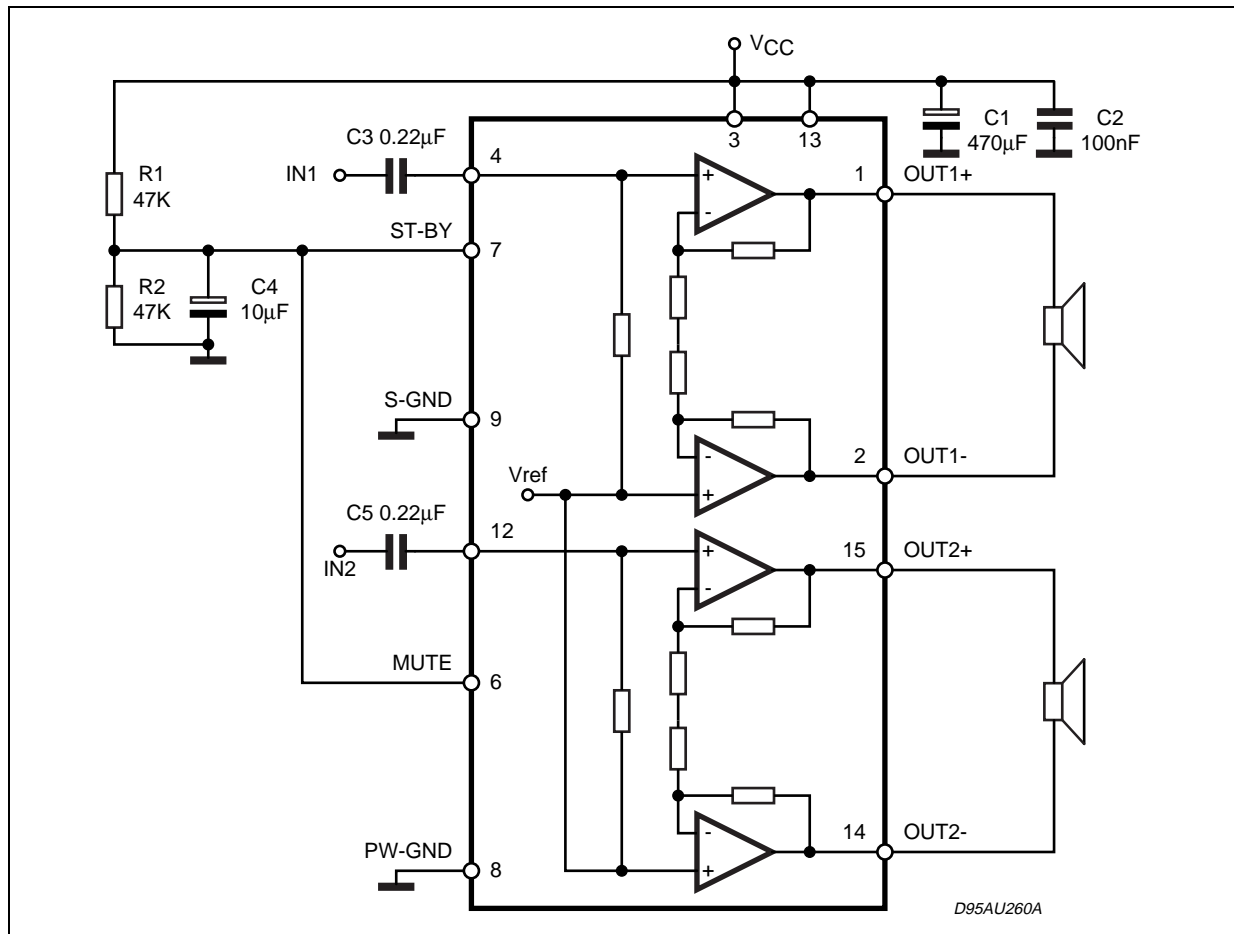 VCC
C3 0.22µF
IN1
4
3
13
C1
470µF
C2
100nF
R1
47K
+
-
1
OUT1+
ST-BY
7
R2
47K
C4
10µF
S-GND
9
-
+
2
OUT1-
Vref
C5 0.22µF
IN2
12
+
-
15
OUT2+
MUTE
6
-
+
14
OUT2-
PW-GND
8
D95AU260A